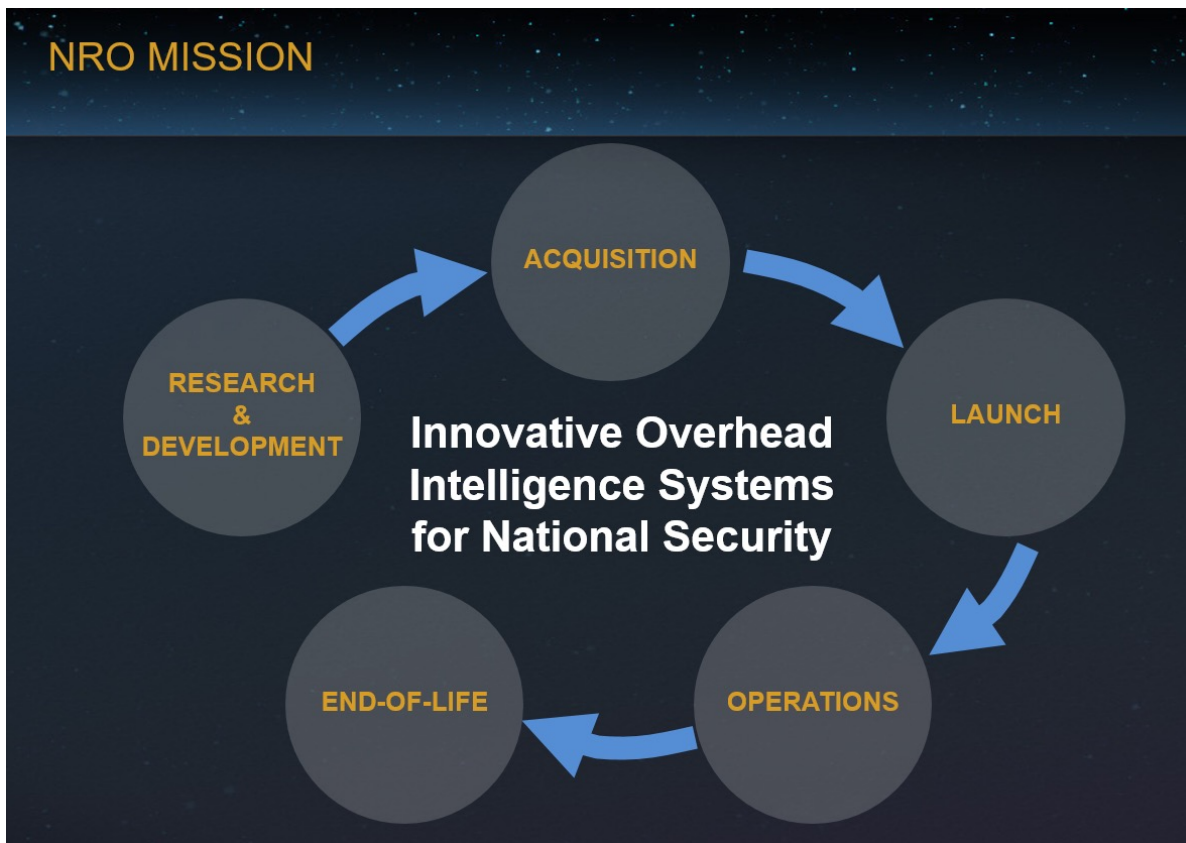 NRO MISSION
ACQUISITION
RESEARCH
&
DEVELOPMENT
LAUNCH
Innovative Overhead
Intelligence Systems
for National Security
END-OF-LIFE
OPERATIONS